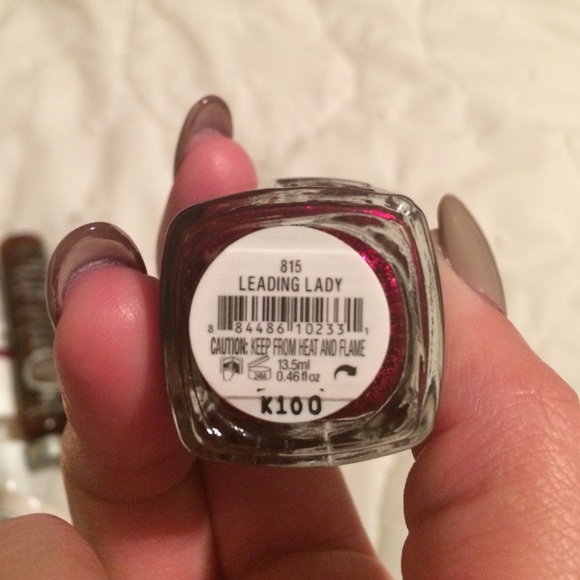 815
LEADING LADY
8 84486 10233 1
CAUTION: KEEP FROM HEAT AND FLAME
24M
13.5ml
0.46 fl oz
K100